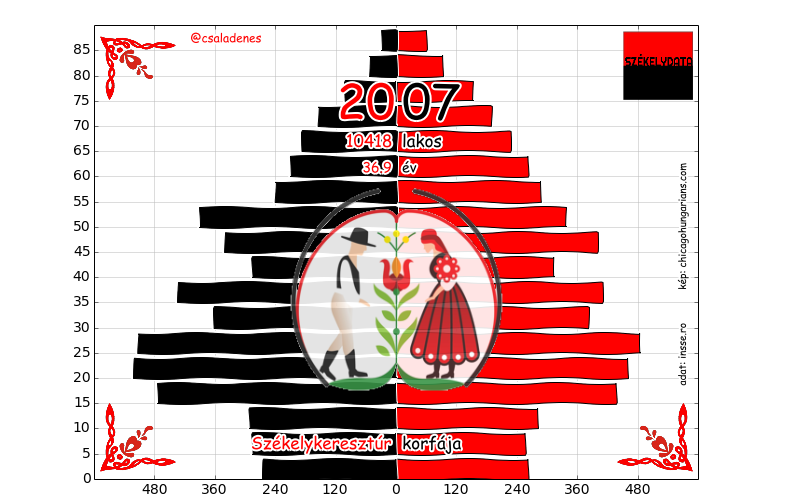 @csaladenes
SZÉKELYDATA
2007
10418 lakos
36.9 év
kép: chicagohungarians.com
adat: insse.ro
Székelykeresztúr korfája
85
80
75
70
65
60
55
50
45
40
35
30
25
20
15
10
5
0
480 360 240 120 0 120 240 360 480